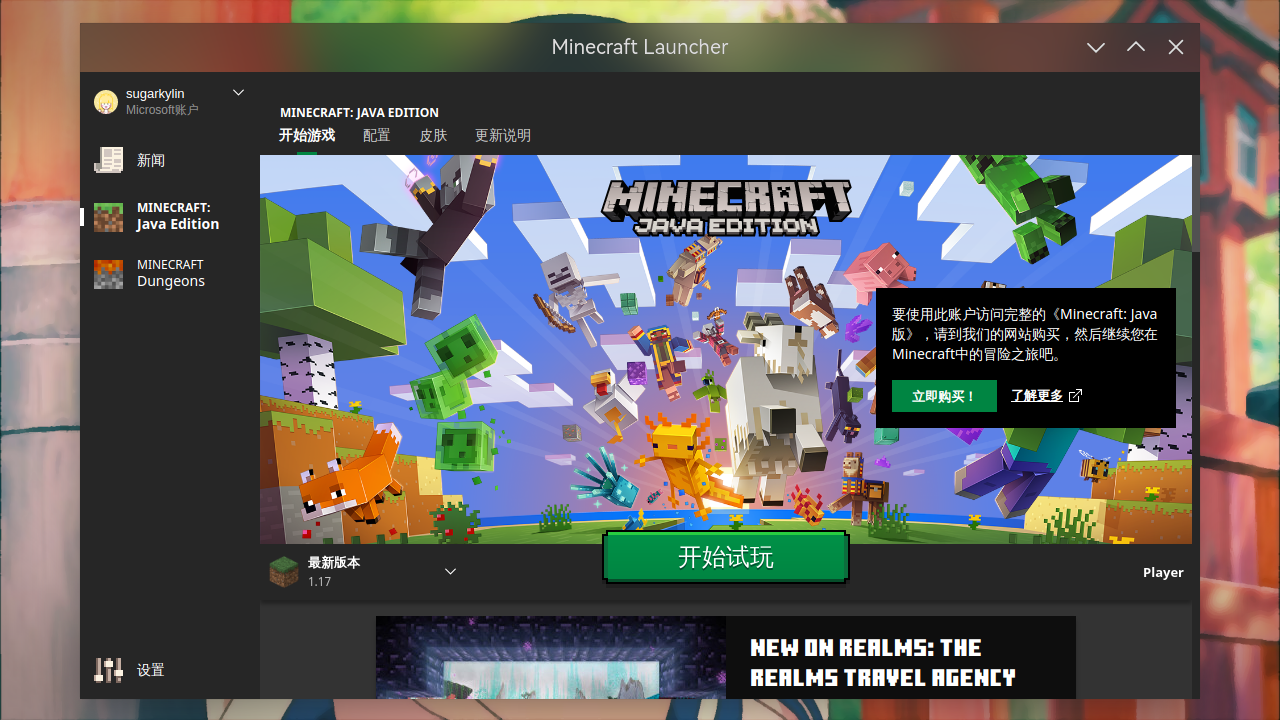 Minecraft Launcher
sugarkylin
Microsoft账户
新闻
MINECRAFT:
Java Edition
MINECRAFT
Dungeons
设置
MINECRAFT: JAVA EDITION
开始游戏 配置 皮肤 更新说明
MINECRAFT
JAVA EDITION
要使用此账户访问完整的《Minecraft: Java
版》，请到我们的网站购买，然后继续您在
Minecraft中的冒险之旅吧。
立即购买！ 了解更多
最新版本
1.17
开始试玩
Player
NEW ON REALMS: THE
REALMS TRAVEL AGENCY